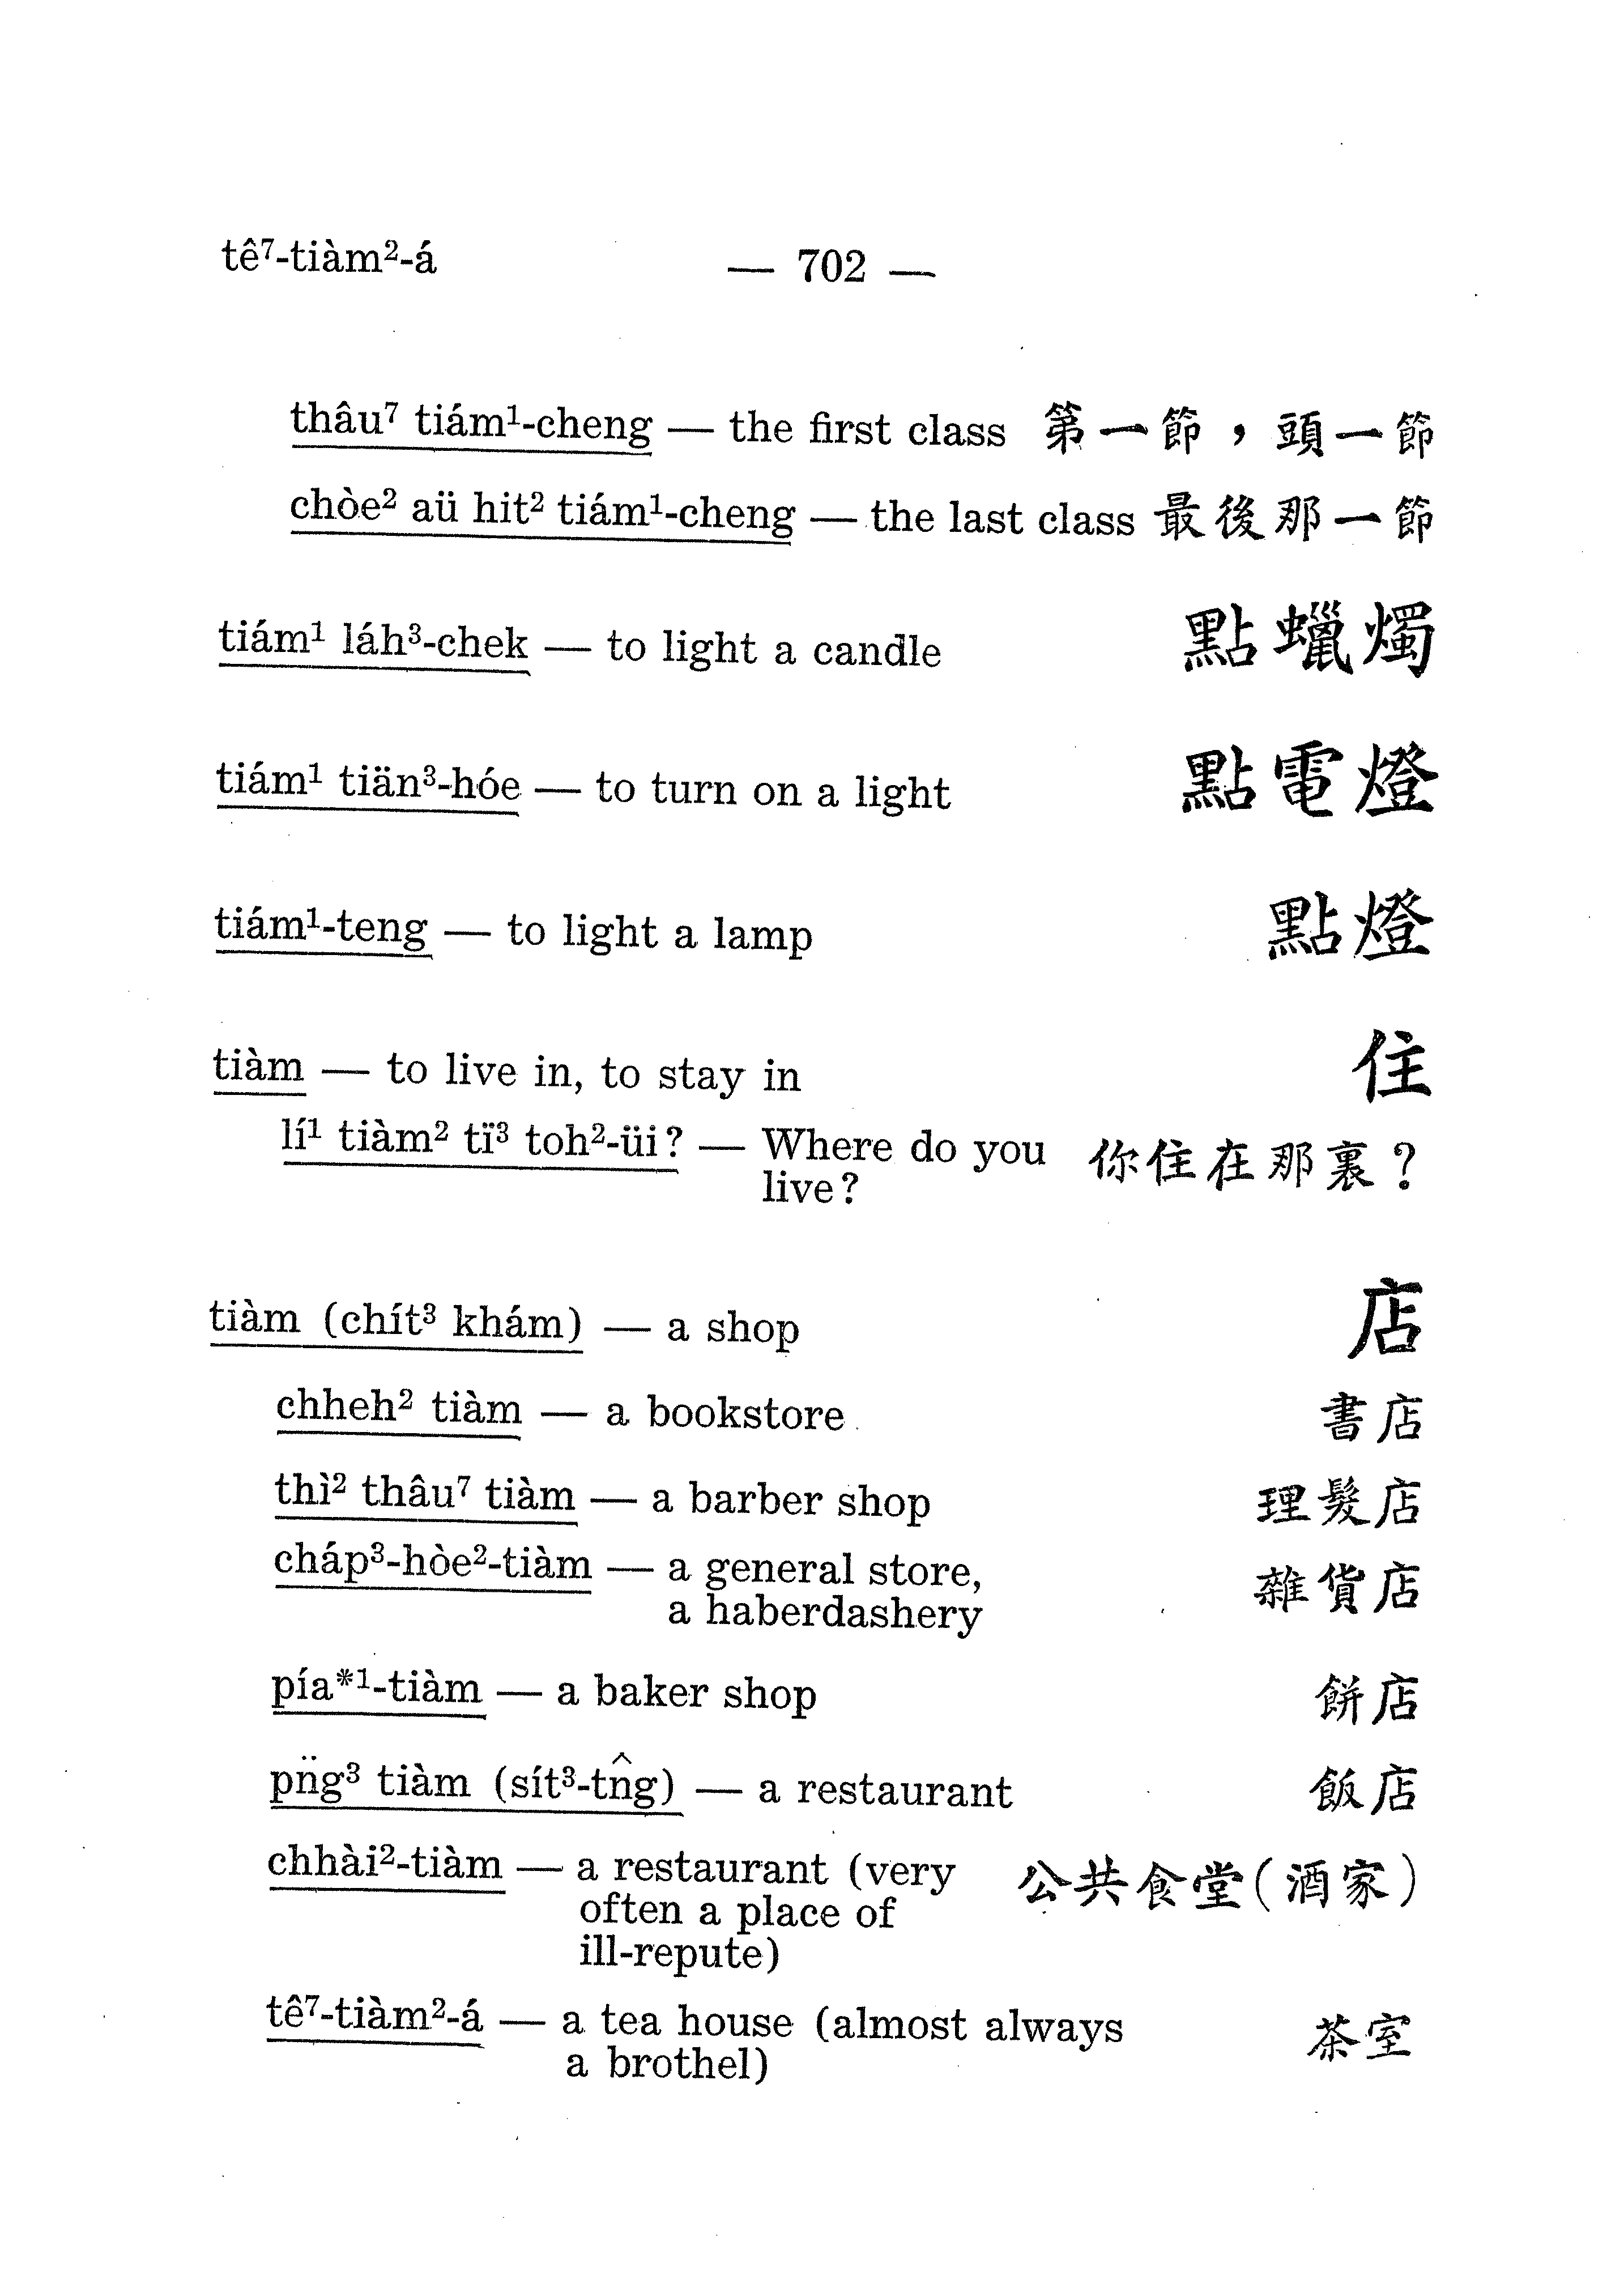 tê⁷-tiàm²-á — 702 —
thâu⁷ tiám¹-cheng — the first class 第一節，頭一節
chòe² aü hit² tiám¹-cheng — the last class 最後那一節
tiám¹ láh³-chek — to light a candle 點蠟燭
tiám¹ tiän³-hóe — to turn on a light 點電燈
tiám¹-teng — to light a lamp 點燈
tiàm — to live in, to stay in 住
lí¹ tiàm² tï³ toh²-üi? — Where do you 你住在那裏？
live?
tiàm (chít³ khám) — a shop 店
chheh² tiàm — a bookstore 書店
thì² thâu⁷ tiàm — a barber shop 理髮店
cháp³-hòe²-tiàm — a general store, 雜貨店
a haberdashery
pía*¹-tiàm — a baker shop 餅店
pn̈g³ tiàm (sít³-tn̂g) — a restaurant 飯店
chhài²-tiàm — a restaurant (very 公共食堂(酒家)
often a place of
ill-repute)
tê⁷-tiàm²-á — a tea house (almost always 茶室
a brothel)